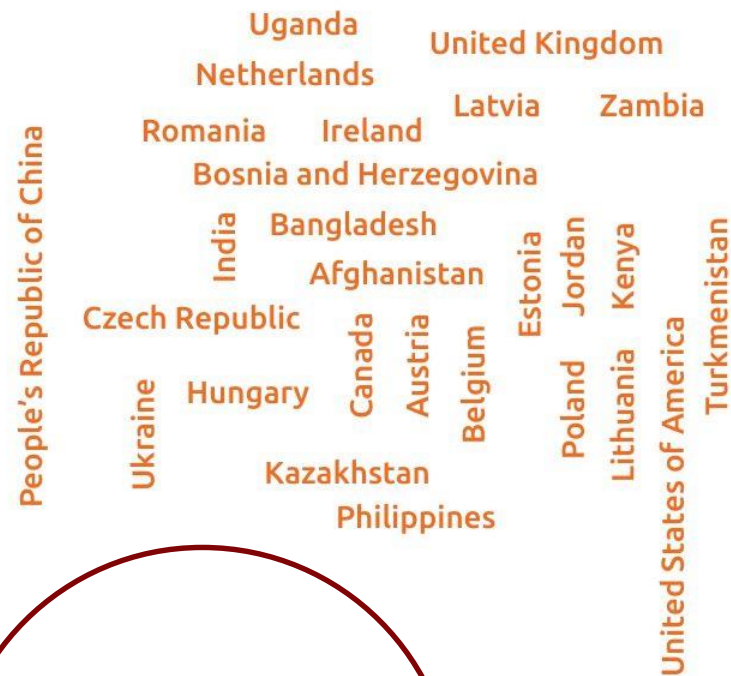 Uganda
United Kingdom
Netherlands
Latvia
Zambia
Romania
Ireland
People's Republic of China
Bosnia and Herzegovina
India
Bangladesh
Estonia
Jordan
Kenya
Turkmenistan
Afghanistan
Czech Republic
Canada
Austria
Belgium
United States of America
Ukraine
Hungary
Poland
Lithuania
Kazakhstan
Philippines